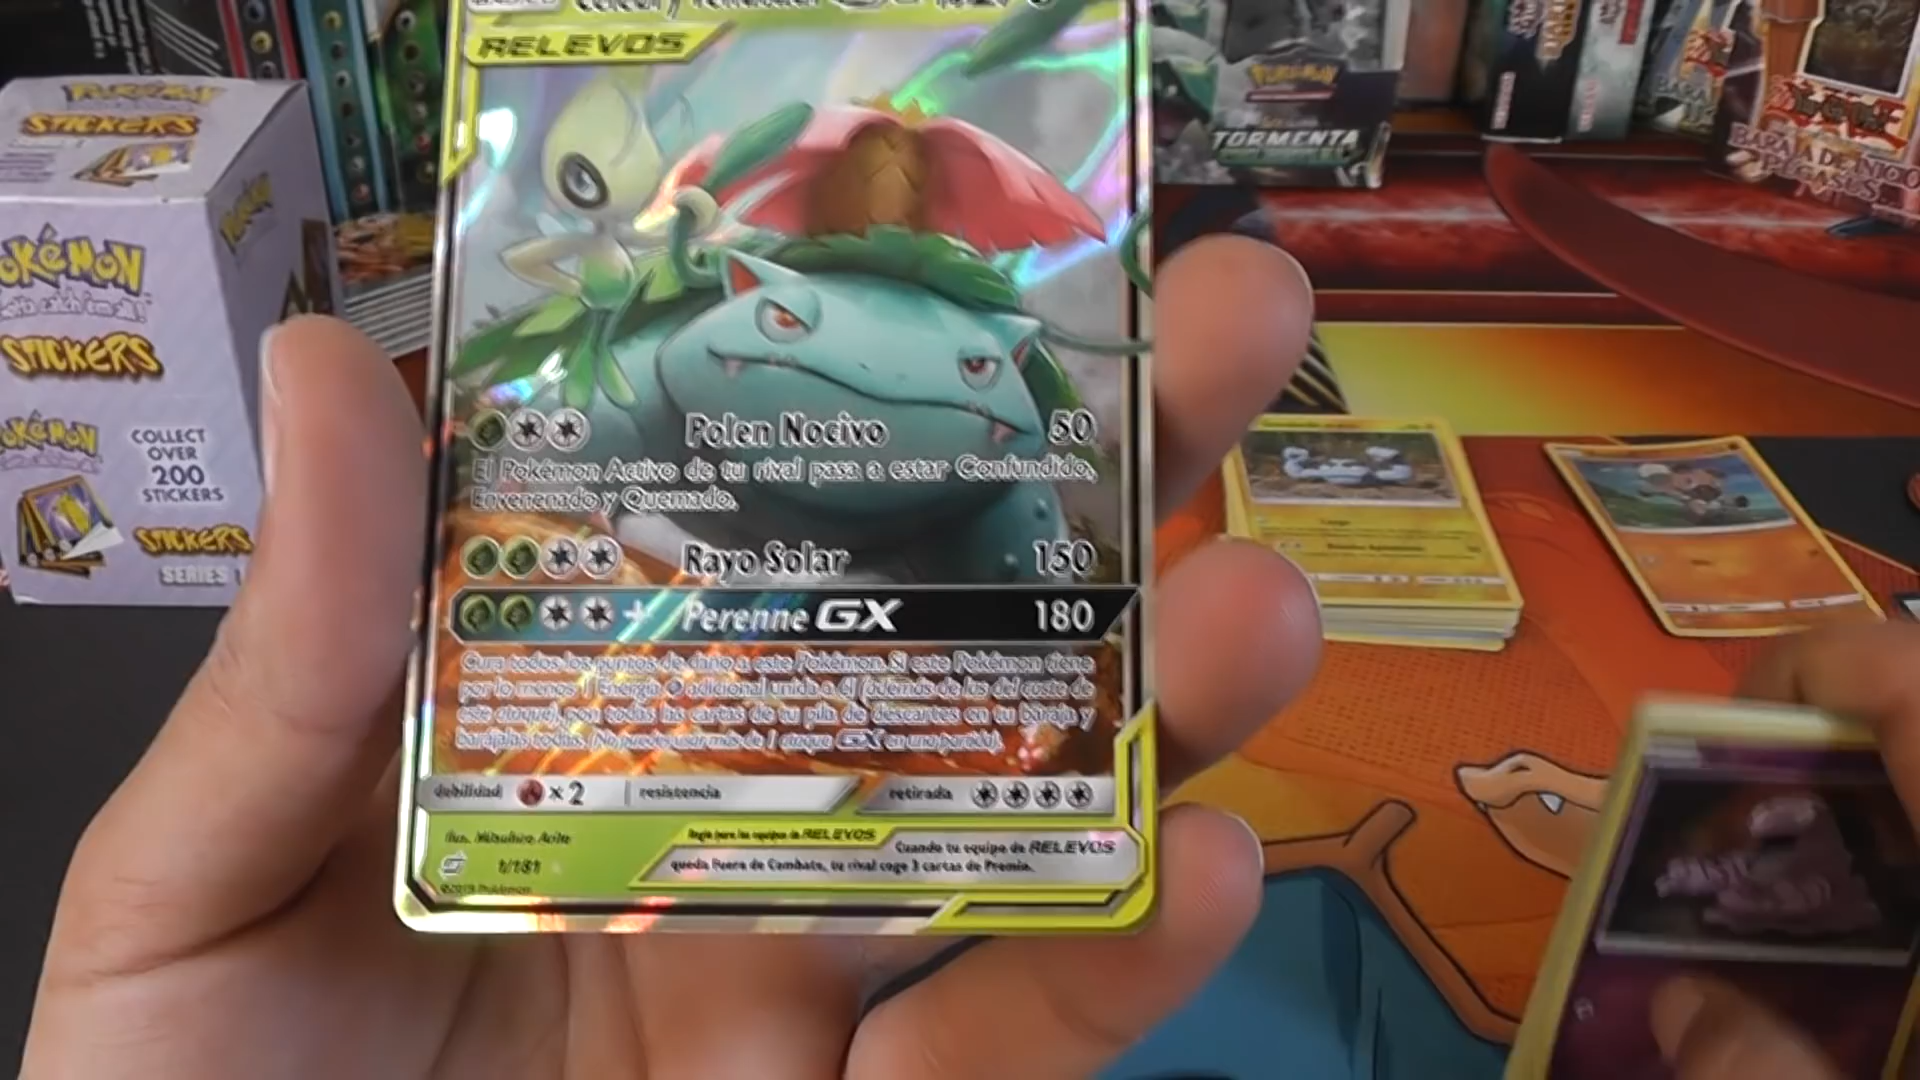 RELEVOS
Polen Nocivo 50
El Pokémon Activo de tu rival pasa a estar Confundido,
Envenenado y Quemado.
Rayo Solar 150
+ Perenne GX 180
Cura todos los puntos de daño a este Pokémon. Si este Pokémon tiene
por lo menos 1 Energía adicional unida a él (además de las del coste de
este ataque), pon todas las cartas de tu pila de descartes en tu baraja y
barájalas todas. (No puedes usar más de 1 ataque GX en una partida).
debilidad × 2 resistencia retirada
Ilus. Mitsuhiro Arita
1/181
©2019 Pokémon
Regla para los equipos de RELEVOS
Cuando tu equipo de RELEVOS
queda Fuera de Combate, tu rival coge 3 cartas de Premio.
POKÉMON
STICKERS
POKÉMON
STICKERS
POKÉMON
COLLECT
OVER
200
STICKERS
STICKERS
SERIES 1
POKÉMON
TORMENTA
BARAJA DE INICIO
PEGASUS